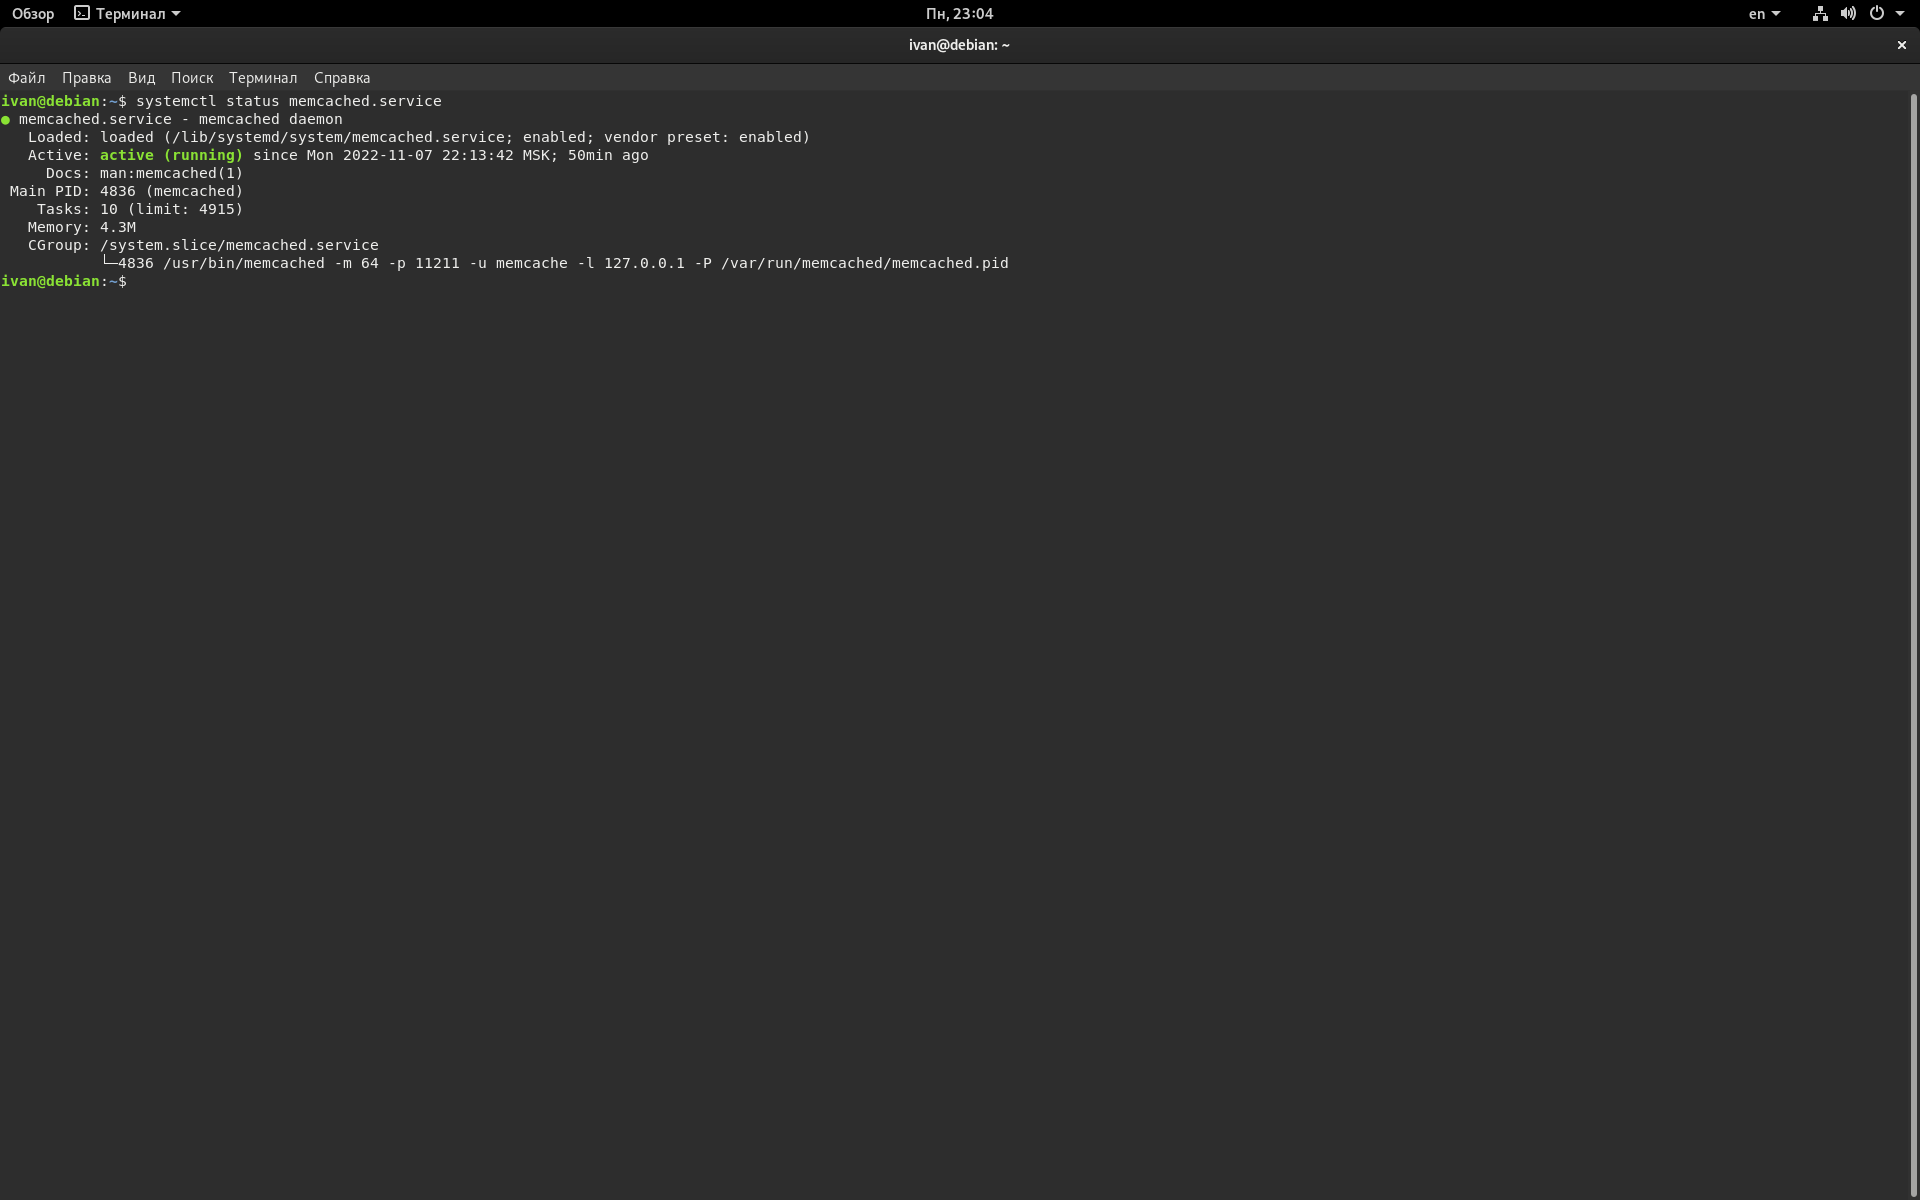 Обзор Терминал Пн, 23:04 en
ivan@debian: ~
Файл Правка Вид Поиск Терминал Справка
ivan@debian:~$ systemctl status memcached.service
● memcached.service - memcached daemon
   Loaded: loaded (/lib/systemd/system/memcached.service; enabled; vendor preset: enabled)
   Active: active (running) since Mon 2022-11-07 22:13:42 MSK; 50min ago
     Docs: man:memcached(1)
 Main PID: 4836 (memcached)
    Tasks: 10 (limit: 4915)
   Memory: 4.3M
   CGroup: /system.slice/memcached.service
           └─4836 /usr/bin/memcached -m 64 -p 11211 -u memcache -l 127.0.0.1 -P /var/run/memcached/memcached.pid
ivan@debian:~$